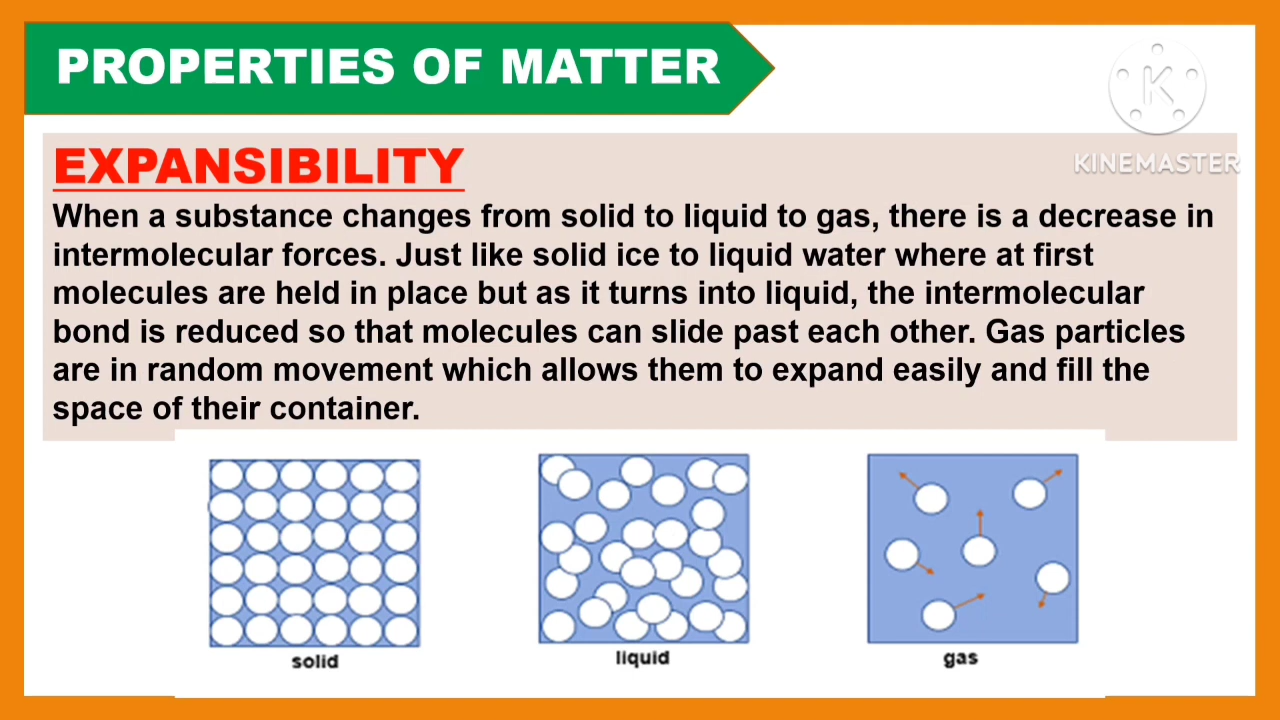 PROPERTIES OF MATTER
K
KINEMASTER
EXPANSIBILITY
When a substance changes from solid to liquid to gas, there is a decrease in
intermolecular forces. Just like solid ice to liquid water where at first
molecules are held in place but as it turns into liquid, the intermolecular
bond is reduced so that molecules can slide past each other. Gas particles
are in random movement which allows them to expand easily and fill the
space of their container.
solid
liquid
gas